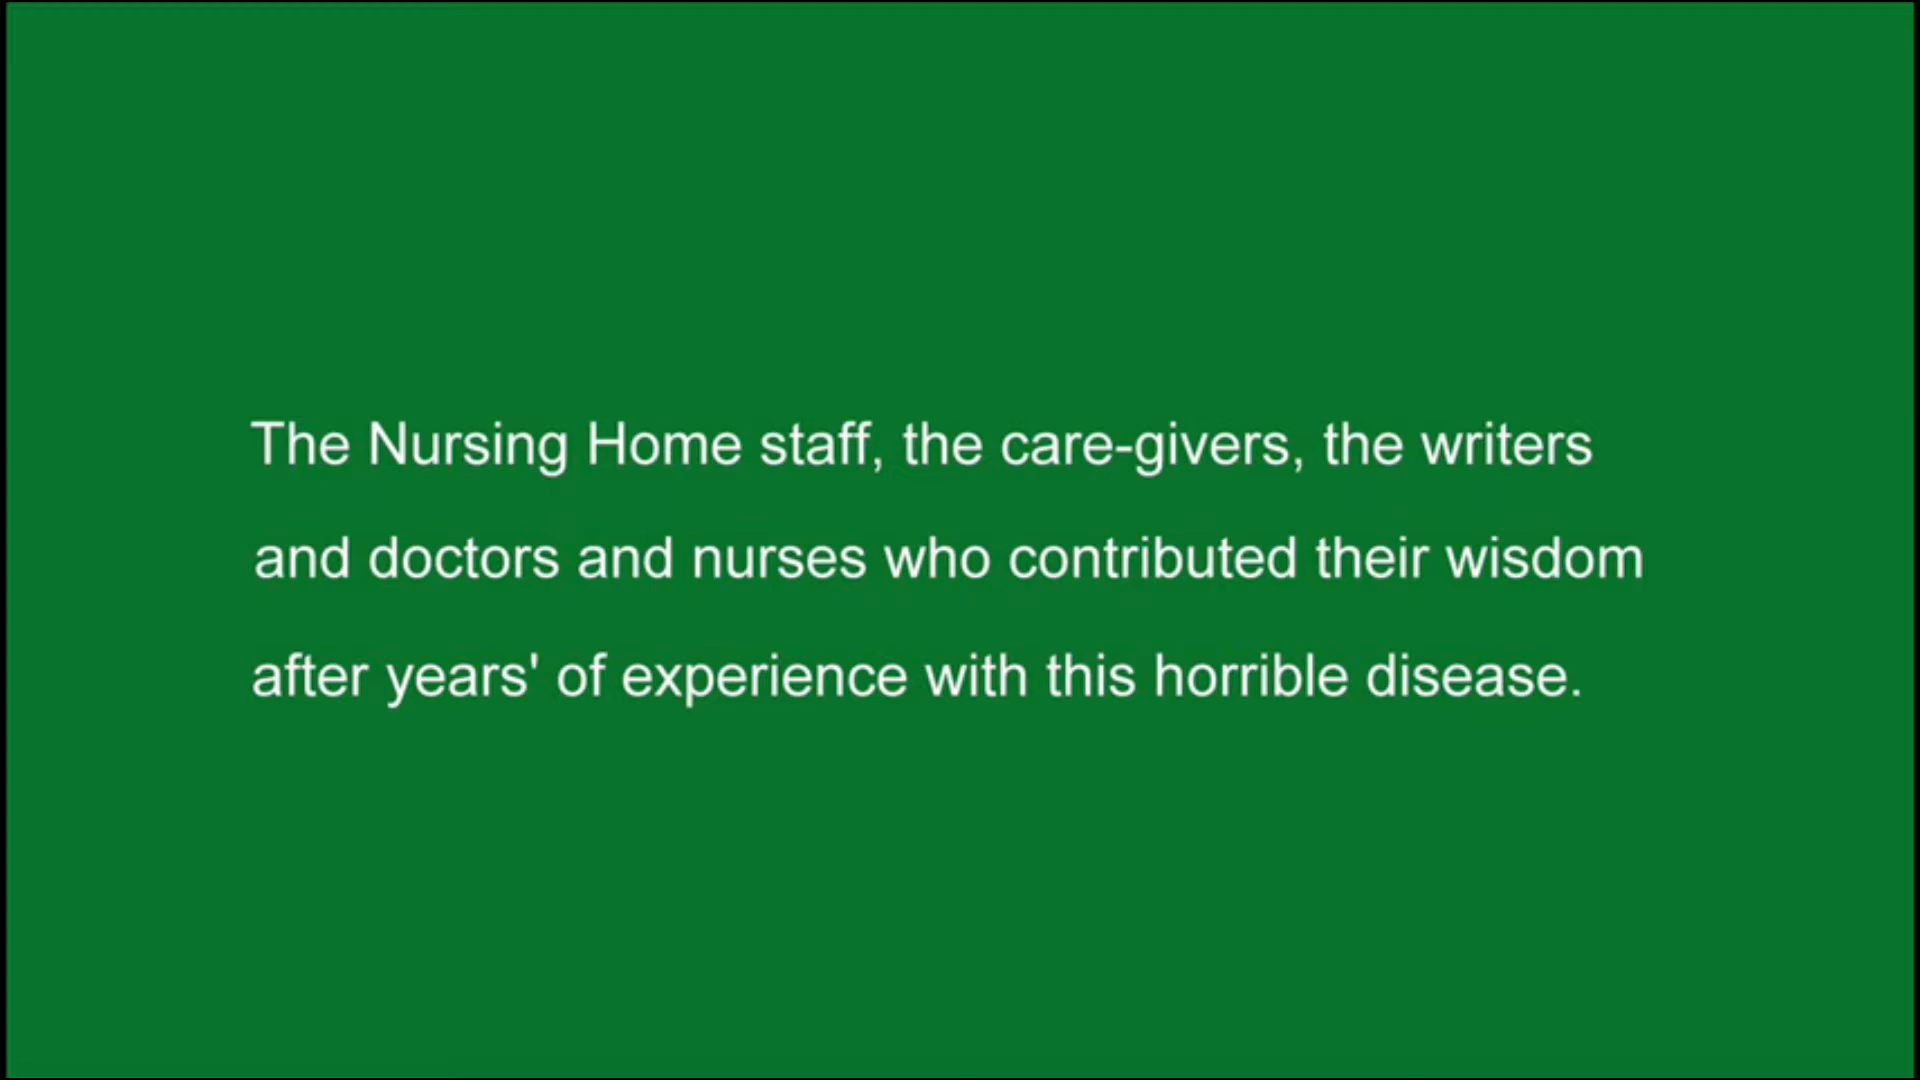 The Nursing Home staff, the care-givers, the writers
and doctors and nurses who contributed their wisdom
after years' of experience with this horrible disease.